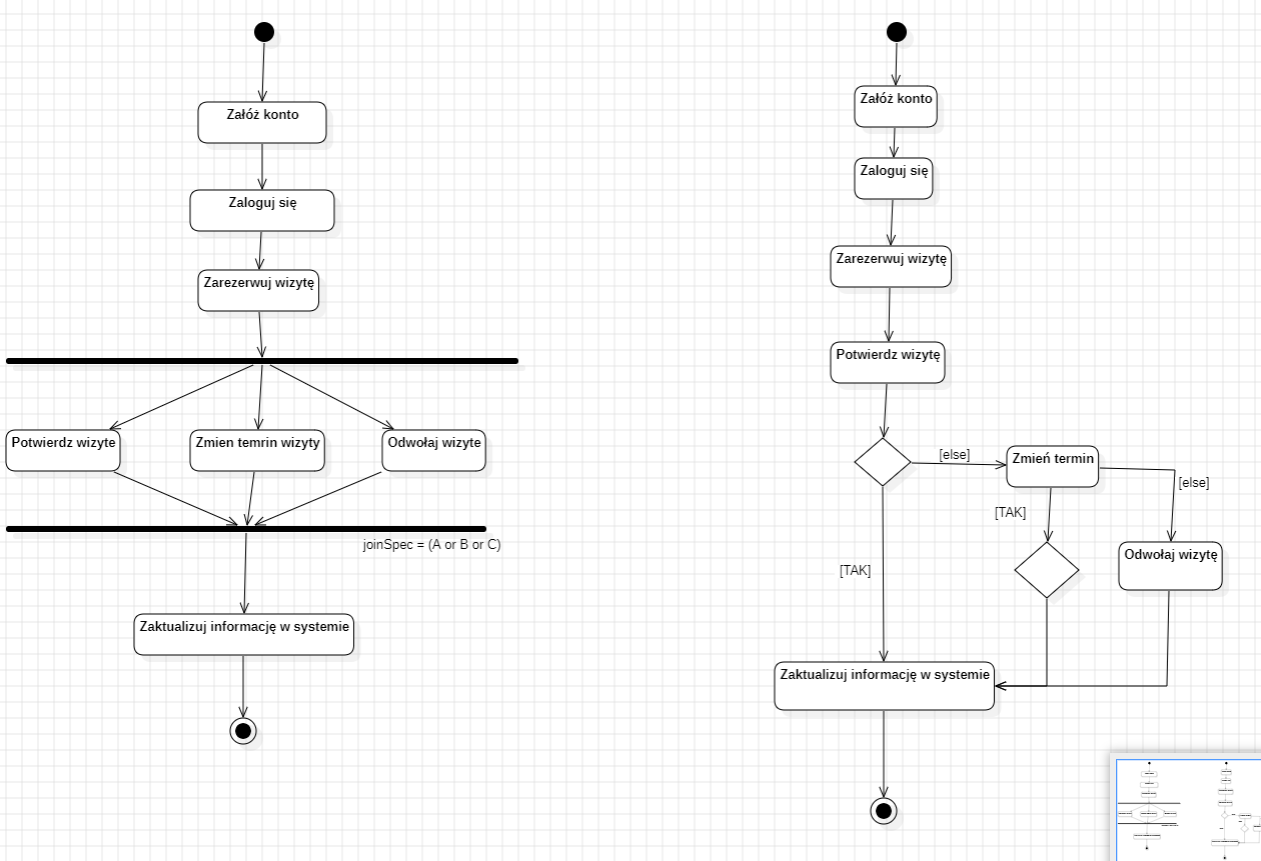 Załóż konto
Zaloguj się
Zarezerwuj wizytę
Potwierdz wizyte
Zmien temrin wizyty
Odwołaj wizyte
joinSpec = (A or B or C)
Zaktualizuj informację w systemie
Załóż konto
Zaloguj się
Zarezerwuj wizytę
Potwierdz wizytę
[else]
Zmień termin
[else]
[TAK]
Odwołaj wizytę
[TAK]
Zaktualizuj informację w systemie